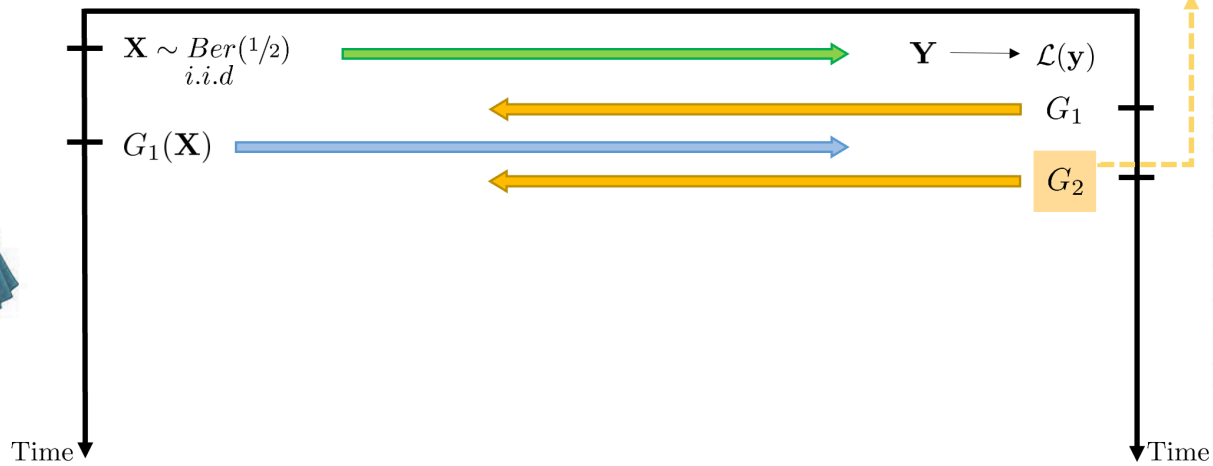 X ∼ Ber(1/2)
i.i.d
Y
ℒ(y)
G₁
G₁(X)
G₂
Time
Time